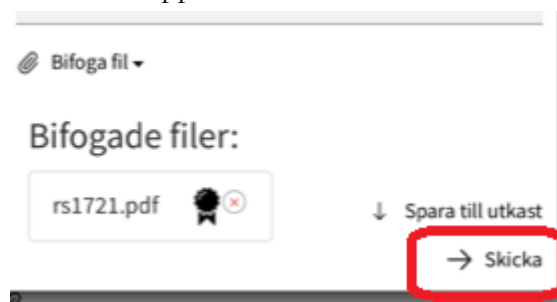 Bifoga fil
Bifogade filer:
rs1721.pdf
Spara till utkast
Skicka